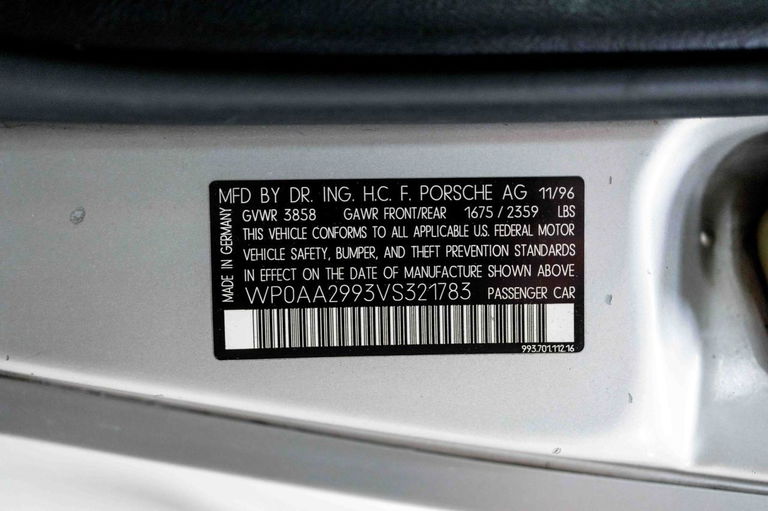 MFD BY DR. ING. H.C. F. PORSCHE AG 11/96
GVWR 3858 GAWR FRONT/REAR 1675 / 2359 LBS
THIS VEHICLE CONFORMS TO ALL APPLICABLE U.S. FEDERAL MOTOR
VEHICLE SAFETY, BUMPER, AND THEFT PREVENTION STANDARDS
IN EFFECT ON THE DATE OF MANUFACTURE SHOWN ABOVE
WP0AA2993VS321783 PASSENGER CAR
MADE IN GERMANY
993.701.112.16